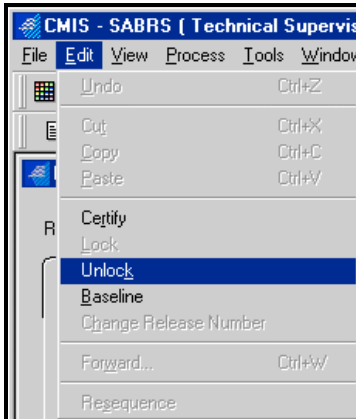 CMIS - SABRS ( Technical Supervis
File Edit View Process Tools Window
Undo Ctrl+Z
Cut Ctrl+X
Copy Ctrl+C
Paste Ctrl+V
R
Certify
Lock
Unlock
Baseline
Change Release Number
Forward... Ctrl+W
Resequence